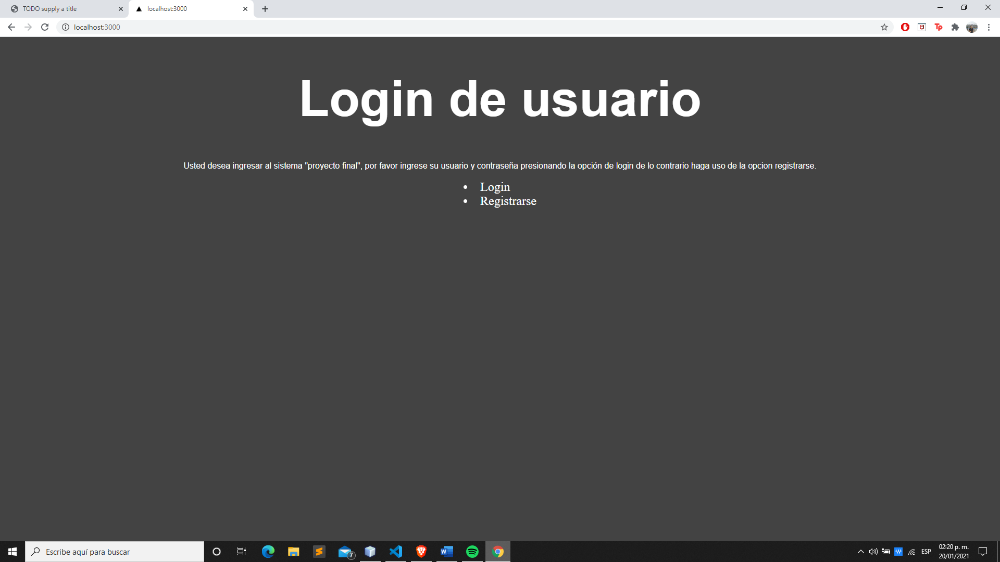 TODO supply a title
localhost:3000
localhost:3000
Tp
Login de usuario
Usted desea ingresar al sistema "proyecto final", por favor ingrese su usuario y contraseña presionando la opción de login de lo contrario haga uso de la opcion registrarse.
Login
Registrarse
Escribe aquí para buscar
7
ESP
02:20 p. m.
20/01/2021